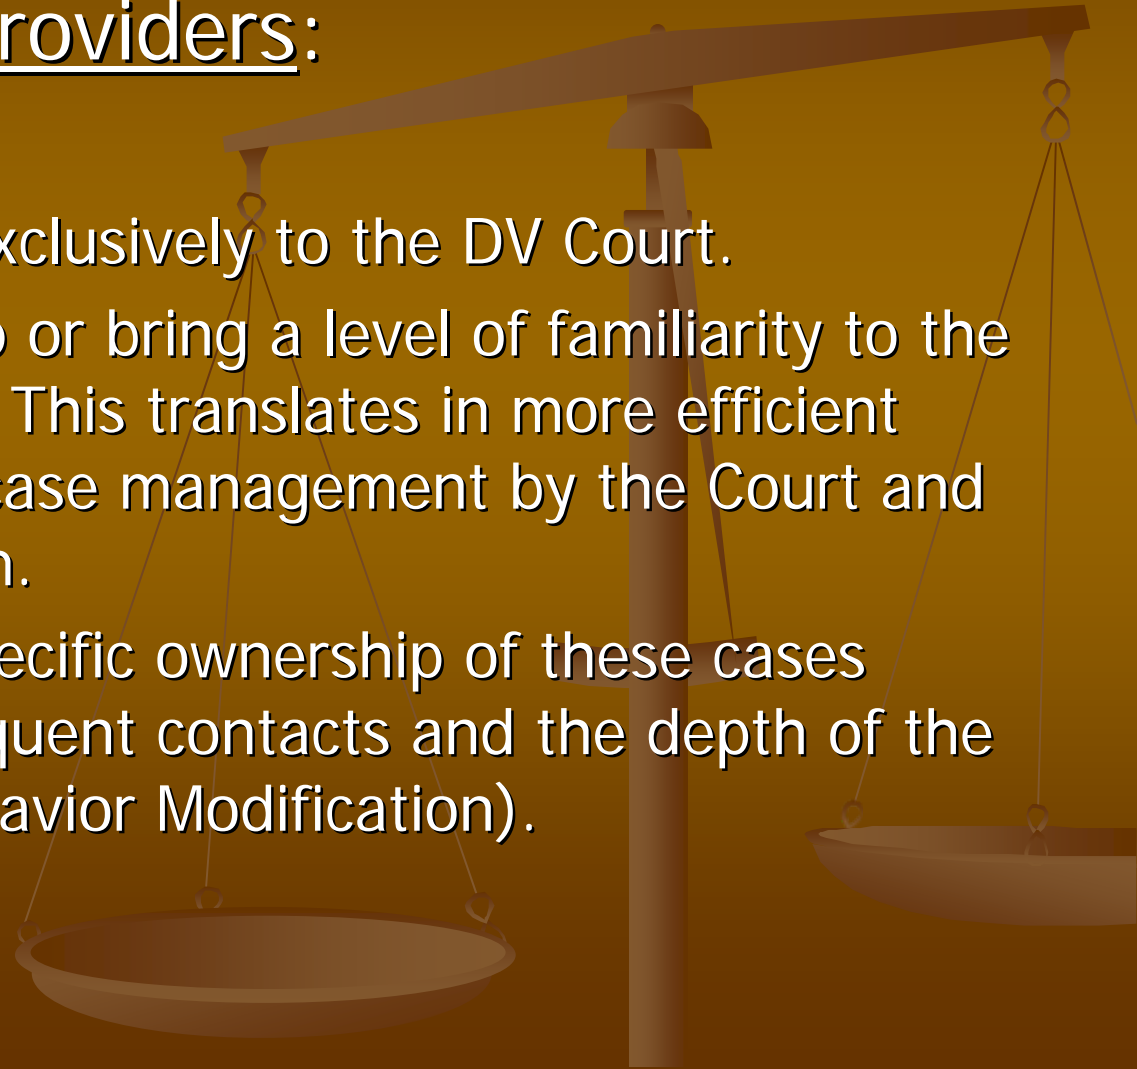 roviders:
xclusively to the DV Court.
or bring a level of familiarity to the
This translates in more efficient
case management by the Court and
n.
ecific ownership of these cases
quent contacts and the depth of the
avior Modification).